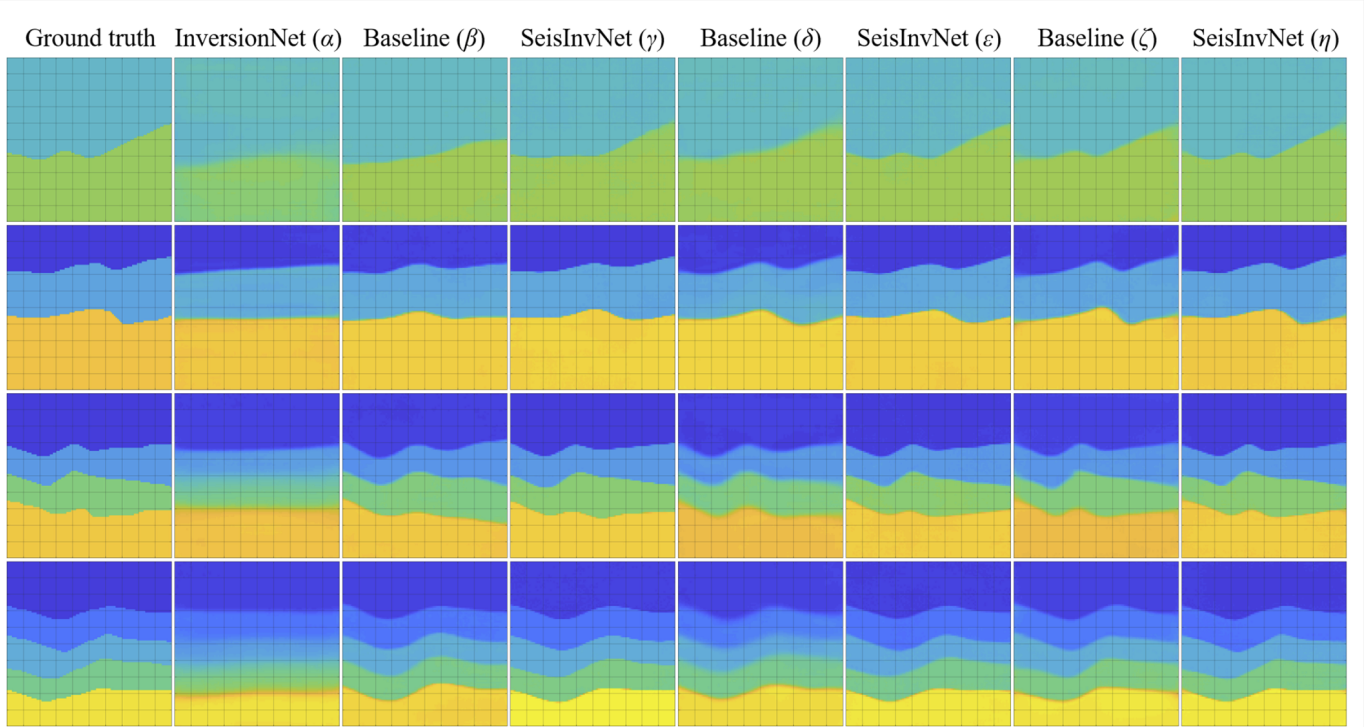 Ground truth InversionNet (α) Baseline (β) SeisInvNet (γ) Baseline (δ) SeisInvNet (ε) Baseline (ζ) SeisInvNet (η)